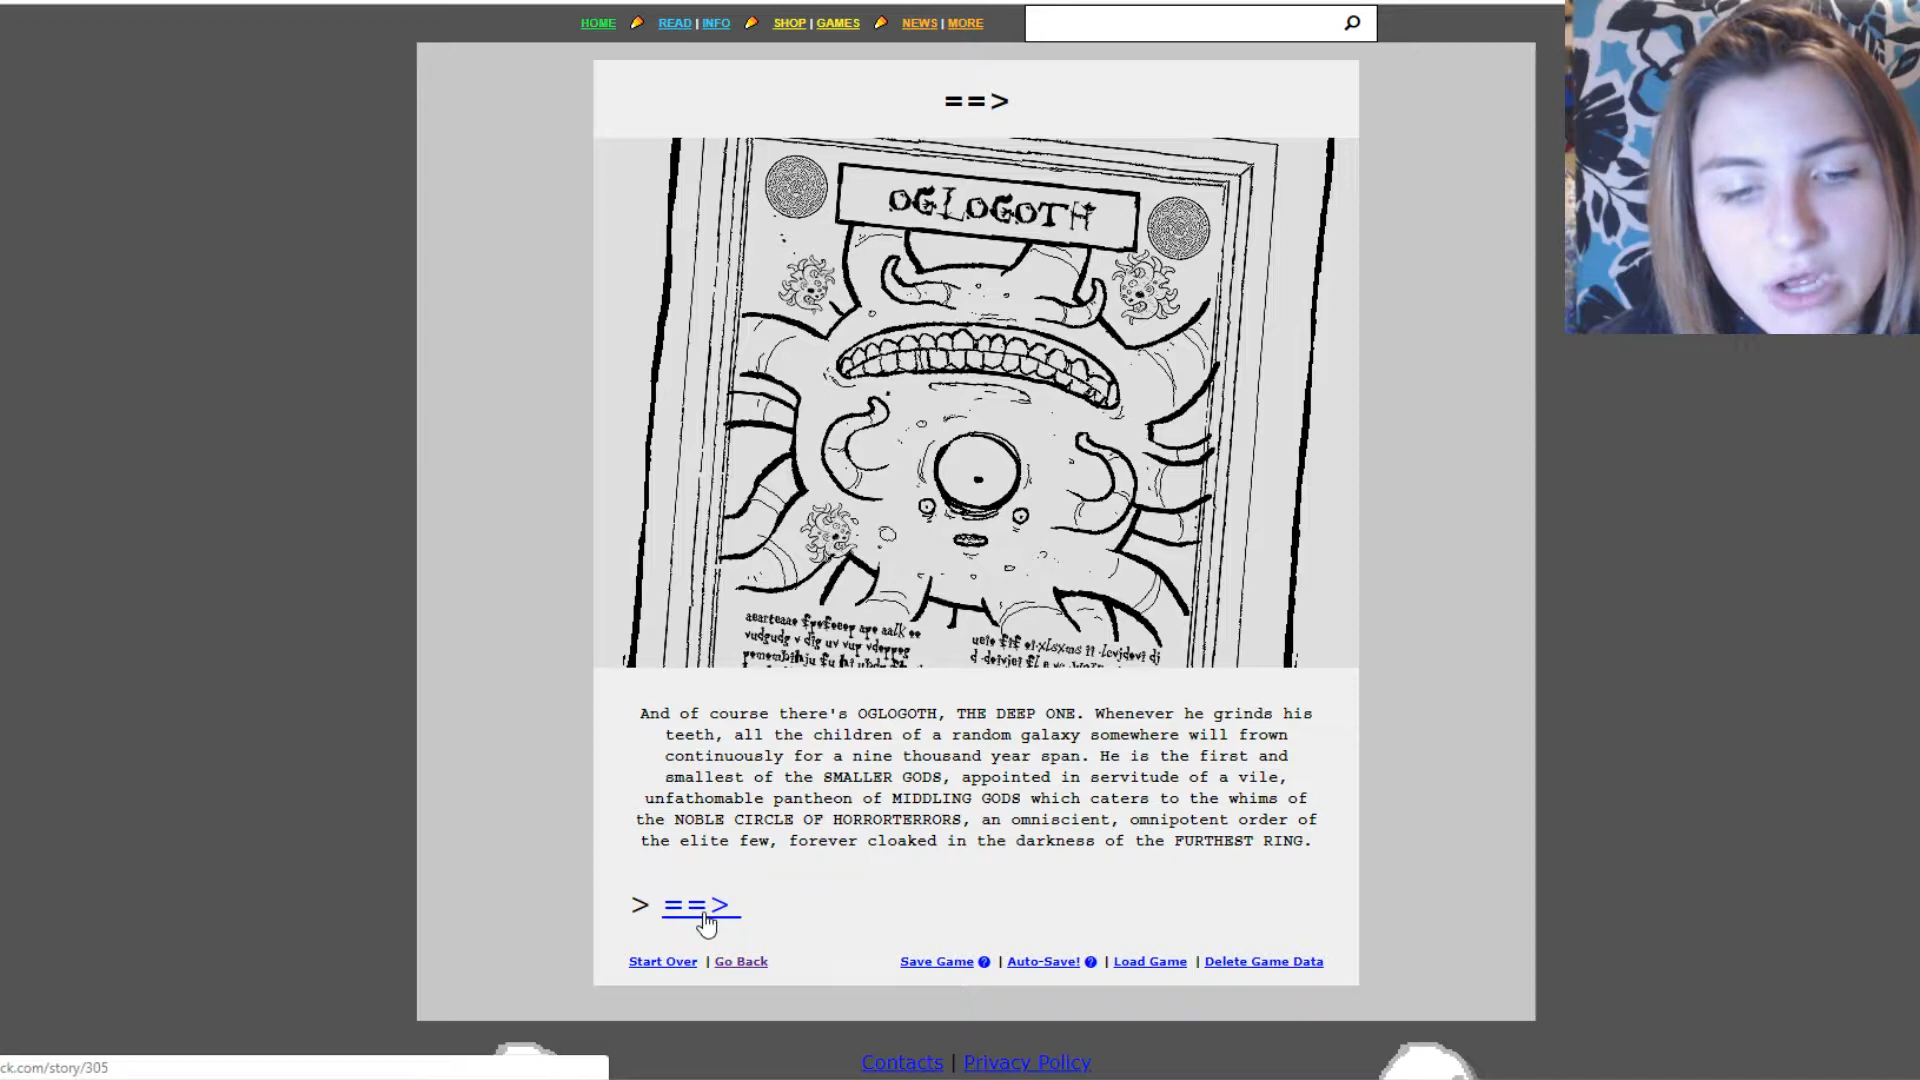 HOME READ | INFO SHOP | GAMES NEWS | MORE
==>
OGLOGOTH
And of course there's OGLOGOTH, THE DEEP ONE. Whenever he grinds his
teeth, all the children of a random galaxy somewhere will frown
continuously for a nine thousand year span. He is the first and
smallest of the SMALLER GODS, appointed in servitude of a vile,
unfathomable pantheon of MIDDLING GODS which caters to the whims of
the NOBLE CIRCLE OF HORRORTERRORS, an omniscient, omnipotent order of
the elite few, forever cloaked in the darkness of the FURTHEST RING.
> ==>
Start Over | Go Back Save Game ? | Auto-Save! ? | Load Game | Delete Game Data
ck.com/story/305
Contacts | Privacy Policy